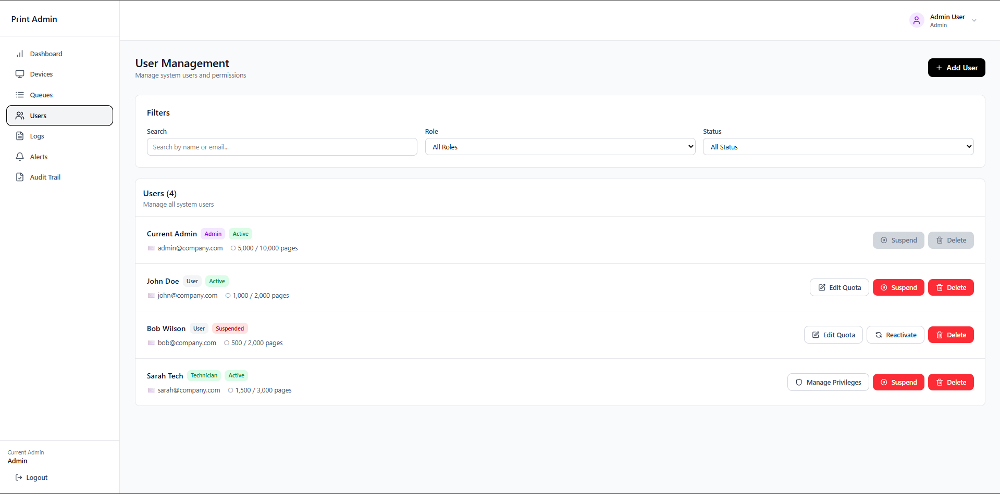 Print Admin
Admin User
Admin
Dashboard
Devices
Queues
Users
Logs
Alerts
Audit Trail
User Management
Manage system users and permissions
+ Add User
Filters
Search
Role
Status
Search by name or email...
All Roles
All Status
Users (4)
Manage all system users
Current Admin Admin Active
admin@company.com 5,000 / 10,000 pages
Suspend Delete
John Doe User Active
john@company.com 1,000 / 2,000 pages
Edit Quota Suspend Delete
Bob Wilson User Suspended
bob@company.com 500 / 2,000 pages
Edit Quota Reactivate Delete
Sarah Tech Technician Active
sarah@company.com 1,500 / 3,000 pages
Manage Privileges Suspend Delete
Current Admin
Admin
Logout